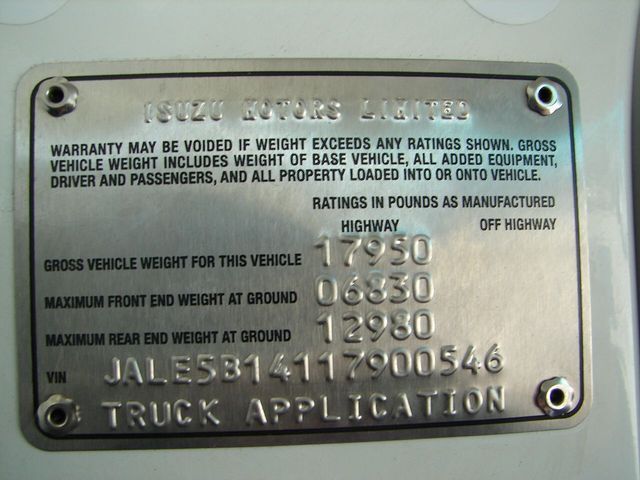 ISUZU MOTORS LIMITED
WARRANTY MAY BE VOIDED IF WEIGHT EXCEEDS ANY RATINGS SHOWN. GROSS
VEHICLE WEIGHT INCLUDES WEIGHT OF BASE VEHICLE, ALL ADDED EQUIPMENT,
DRIVER AND PASSENGERS, AND ALL PROPERTY LOADED INTO OR ONTO VEHICLE.
RATINGS IN POUNDS AS MANUFACTURED
HIGHWAY OFF HIGHWAY
GROSS VEHICLE WEIGHT FOR THIS VEHICLE 17950
MAXIMUM FRONT END WEIGHT AT GROUND 06830
MAXIMUM REAR END WEIGHT AT GROUND 12980
VIN JALE5B14117900546
TRUCK APPLICATION